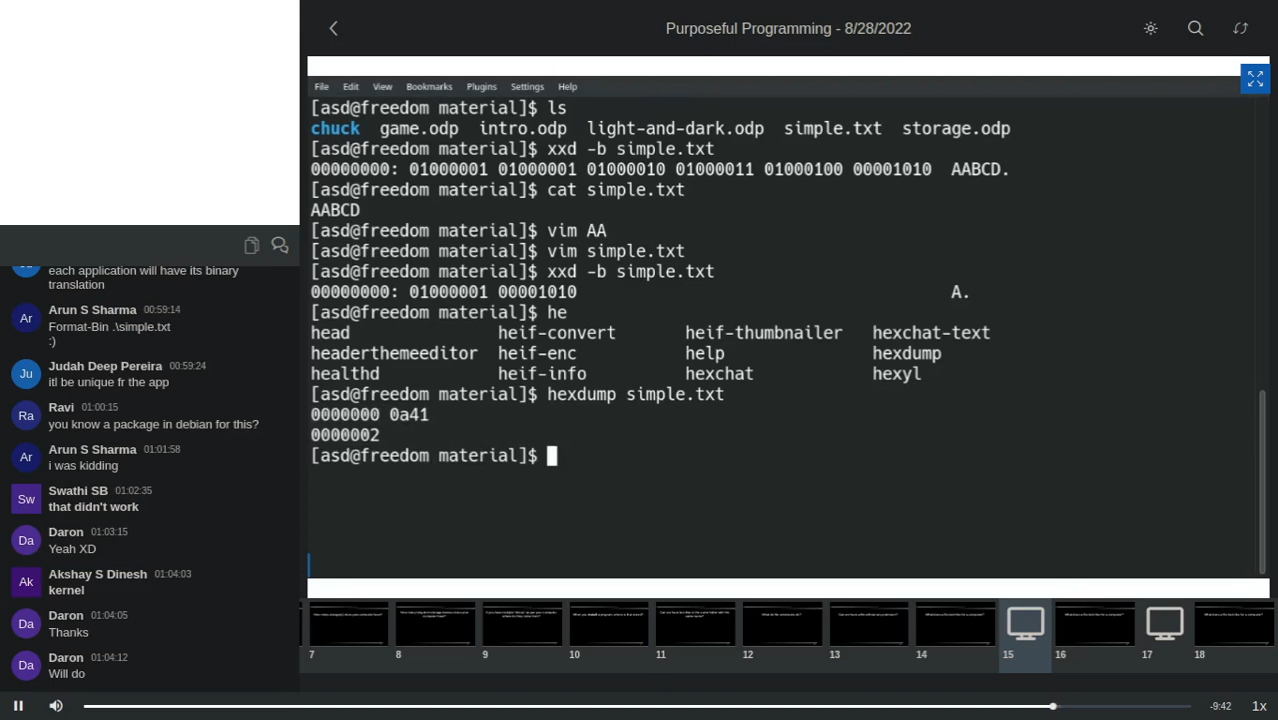 Purposeful Programming - 8/28/2022
File Edit View Bookmarks Plugins Settings Help
[asd@freedom material]$ ls
chuck game.odp intro.odp light-and-dark.odp simple.txt storage.odp
[asd@freedom material]$ xxd -b simple.txt
00000000: 01000001 01000001 01000010 01000011 01000100 00001010 AABCD.
[asd@freedom material]$ cat simple.txt
AABCD
[asd@freedom material]$ vim AA
[asd@freedom material]$ vim simple.txt
[asd@freedom material]$ xxd -b simple.txt
00000000: 01000001 00001010 A.
[asd@freedom material]$ he
head heif-convert heif-thumbnailer hexchat-text
headerthemeeditor heif-enc help hexdump
healthd heif-info hexchat hexyl
[asd@freedom material]$ hexdump simple.txt
0000000 0a41
0000002
[asd@freedom material]$
each application will have its binary
translation
Ar Arun S Sharma 00:59:14
Format-Bin .\simple.txt
:)
Ju Judah Deep Pereira 00:59:24
itl be unique fr the app
Ra Ravi 01:00:15
you know a package in debian for this?
Ar Arun S Sharma 01:01:58
i was kidding
Sw Swathi SB 01:02:35
that didn't work
Da Daron 01:03:15
Yeah XD
Ak Akshay S Dinesh 01:04:03
kernel
Da Daron 01:04:05
Thanks
Da Daron 01:04:12
Will do
7 8 9 10 11 12 13 14 15 16 17 18
-9:42 1x